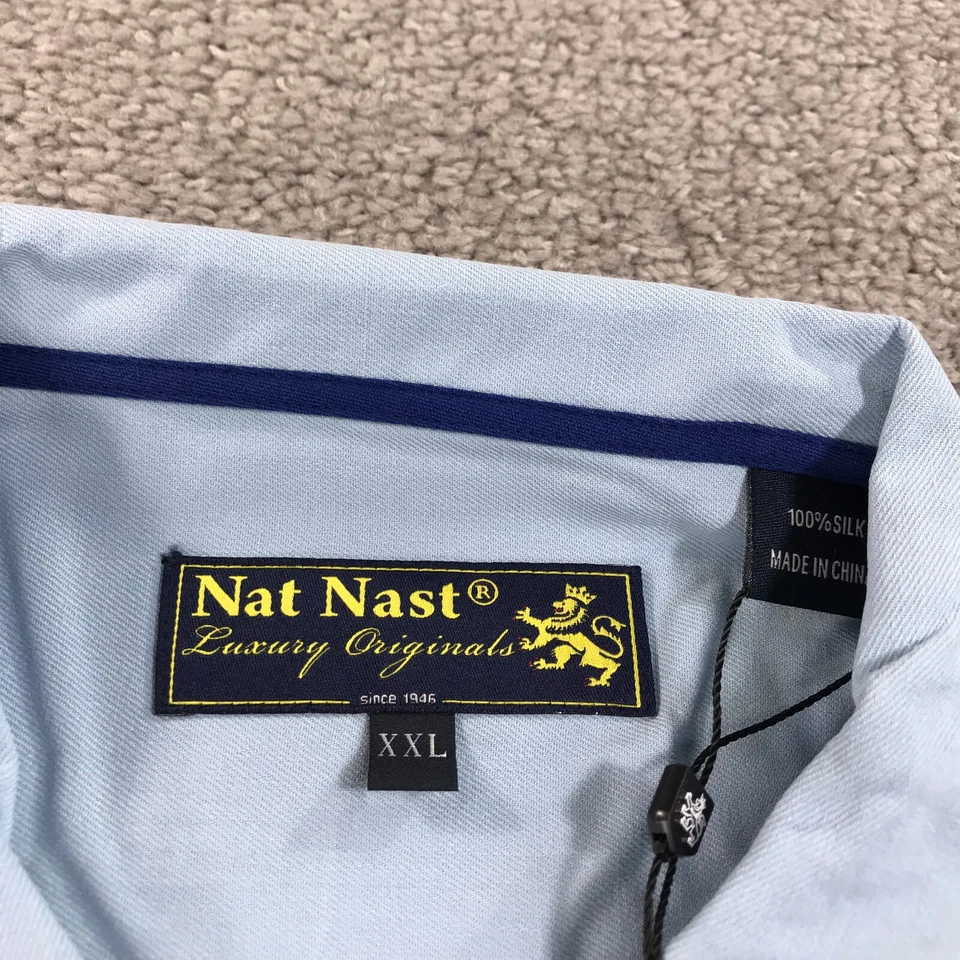 Nat Nast®
Luxury Originals
since 1946
XXL
100% SILK
MADE IN CHINA